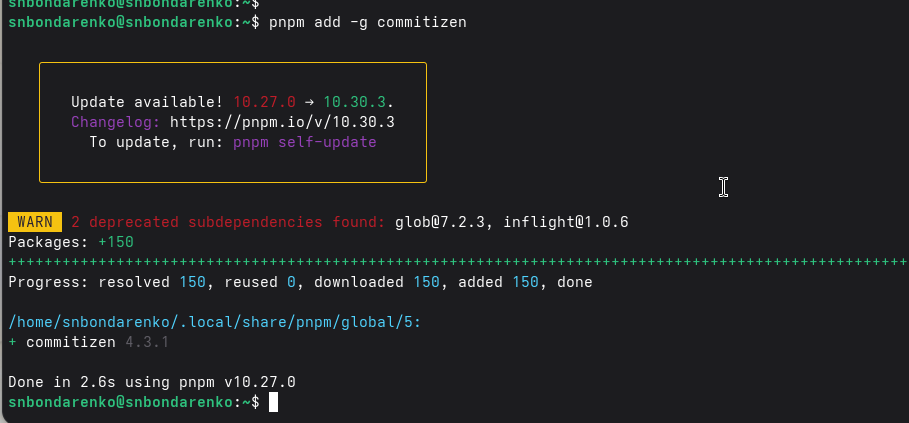 snbondarenko@snbondarenko:~$
snbondarenko@snbondarenko:~$ pnpm add -g commitizen
Update available! 10.27.0 → 10.30.3.
Changelog: https://pnpm.io/v/10.30.3
To update, run: pnpm self-update
WARN 2 deprecated subdependencies found: glob@7.2.3, inflight@1.0.6
Packages: +150
++++++++++++++++++++++++++++++++++++++++++++++++++++++++++++++++++++++++++++++++++++++++++++++++++++
Progress: resolved 150, reused 0, downloaded 150, added 150, done
/home/snbondarenko/.local/share/pnpm/global/5:
+ commitizen 4.3.1
Done in 2.6s using pnpm v10.27.0
snbondarenko@snbondarenko:~$